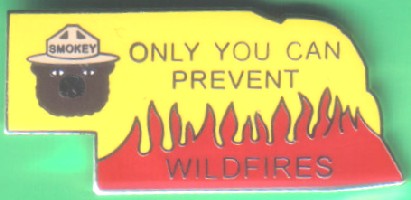 SMOKEY
ONLY YOU CAN
PREVENT
WILDFIRES